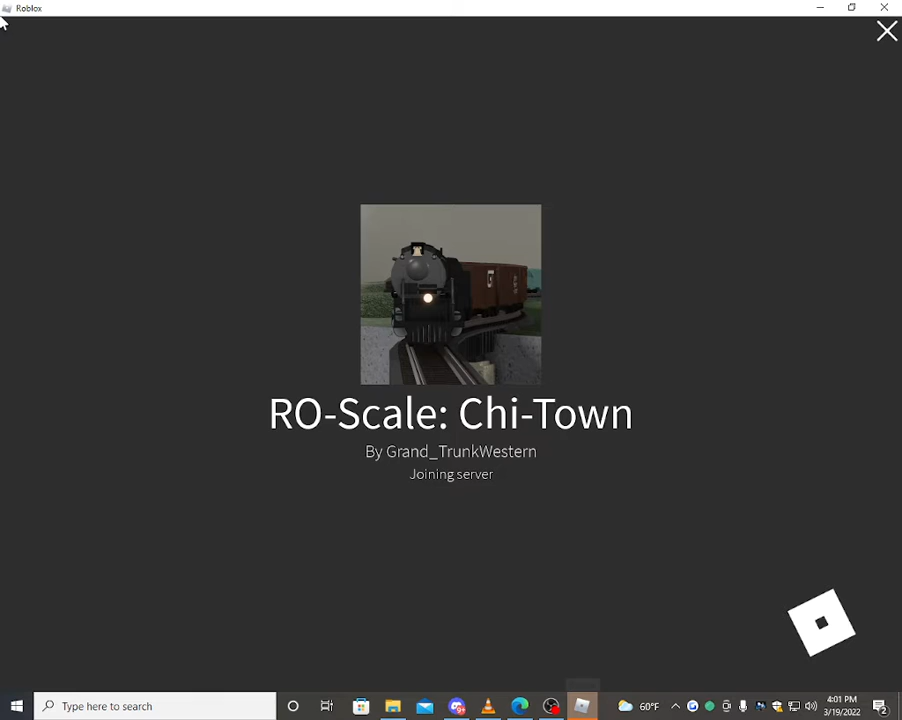 Roblox
RO-Scale: Chi-Town
By Grand_TrunkWestern
Joining server
Type here to search
60°F
4:01 PM
3/19/2022
2